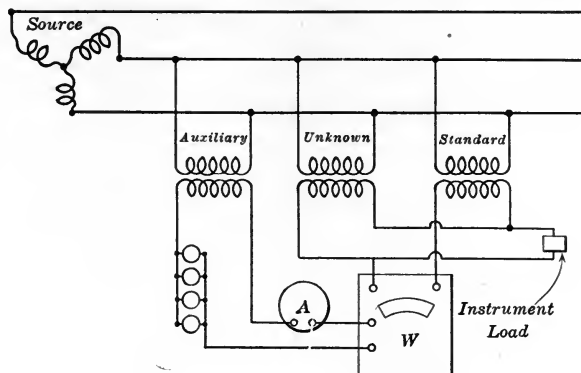 Source
Auxiliary
Unknown
Standard
A
W
Instrument
Load